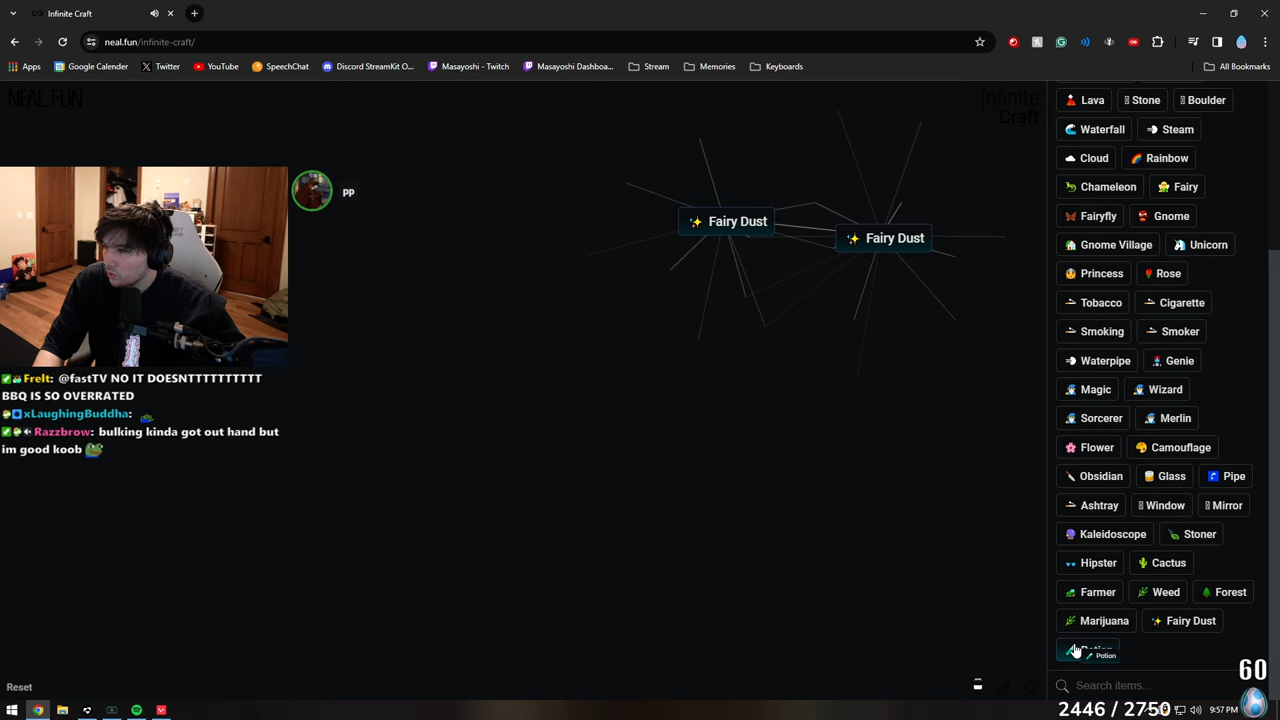 Infinite Craft
neal.fun/infinite-craft/
Apps
Google Calender
Twitter
YouTube
SpeechChat
Discord StreamKit O...
Masayoshi - Twitch
Masayoshi Dashboa...
Stream
Memories
Keyboards
All Bookmarks
NEAL.FUN
Infinite
Craft
pp
Frelt: @fastTV NO IT DOESNTTTTTTTTTT
BBQ IS SO OVERRATED
xLaughingBuddha:
Razzbrow: bulking kinda got out hand but
im good koob
Fairy Dust
Fairy Dust
Lava Stone Boulder
Waterfall Steam
Cloud Rainbow
Chameleon Fairy
Fairyfly Gnome
Gnome Village Unicorn
Princess Rose
Tobacco Cigarette
Smoking Smoker
Waterpipe Genie
Magic Wizard
Sorcerer Merlin
Flower Camouflage
Obsidian Glass Pipe
Ashtray Window Mirror
Kaleidoscope Stoner
Hipster Cactus
Farmer Weed Forest
Marijuana Fairy Dust
Potion
Search items...
Reset
60
2446 / 2750
9:57 PM